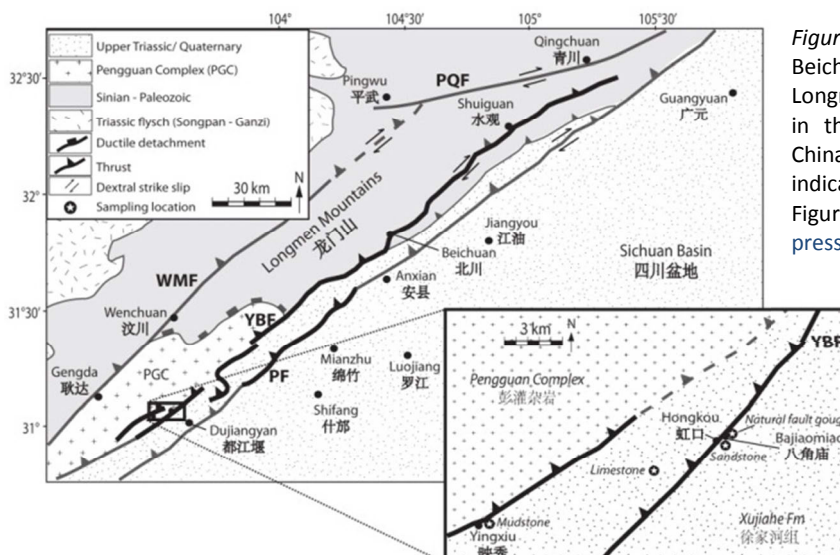 104°
104°,5'
105°
105°,5'
32°30'
32°
31°30'
31°
Upper Triassic/ Quaternary
Pengguan Complex (PGC)
Sinian - Paleozoic
Triassic flysch (Songpan - Ganzi)
Ductile detachment
Thrust
Dextral strike slip
Sampling location
30 km
N
Qingchuan
青川
Pingwu
平武
PQF
Shuiguan
水观
Guangyuan
广元
Longmen Mountains
龙门山
Jiangyou
江油
Beichuan
北川
Sichuan Basin
四川盆地
WMF
Anxian
安县
Wenchuan
汶川
YBF
Mianzhu
绵竹
Luojiang
罗江
Gengda
耿达
PGC
PF
Shifang
什邡
Dujiangyan
都江堰
3 km
N
YBF
Pengguan Complex
彭灌杂岩
Hongkou
虹口
Natural fault goug
Bajiaomiao
八角庙
Sandstone
Limestone
Mudstone
Yingxiu
Xujiahe Fm
徐家河组
Figur
Beich
Long
in th
China
indica
Figur
press